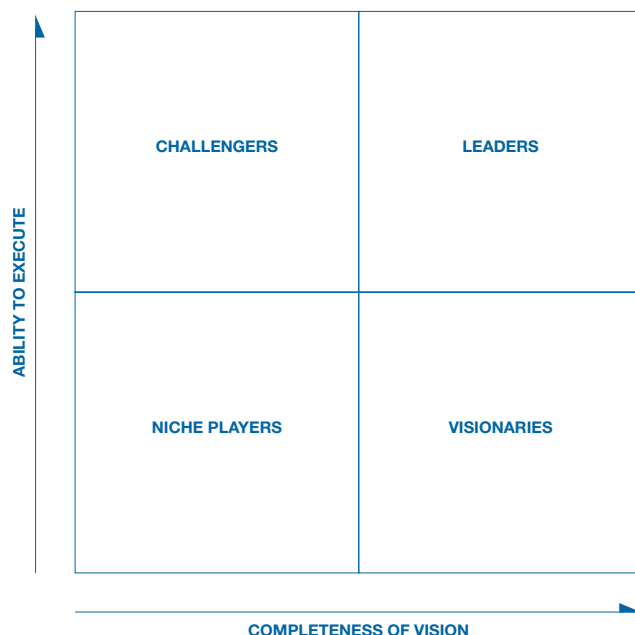 CHALLENGERS
LEADERS
ABILITY TO EXECUTE
NICHE PLAYERS
VISIONARIES
COMPLETENESS OF VISION